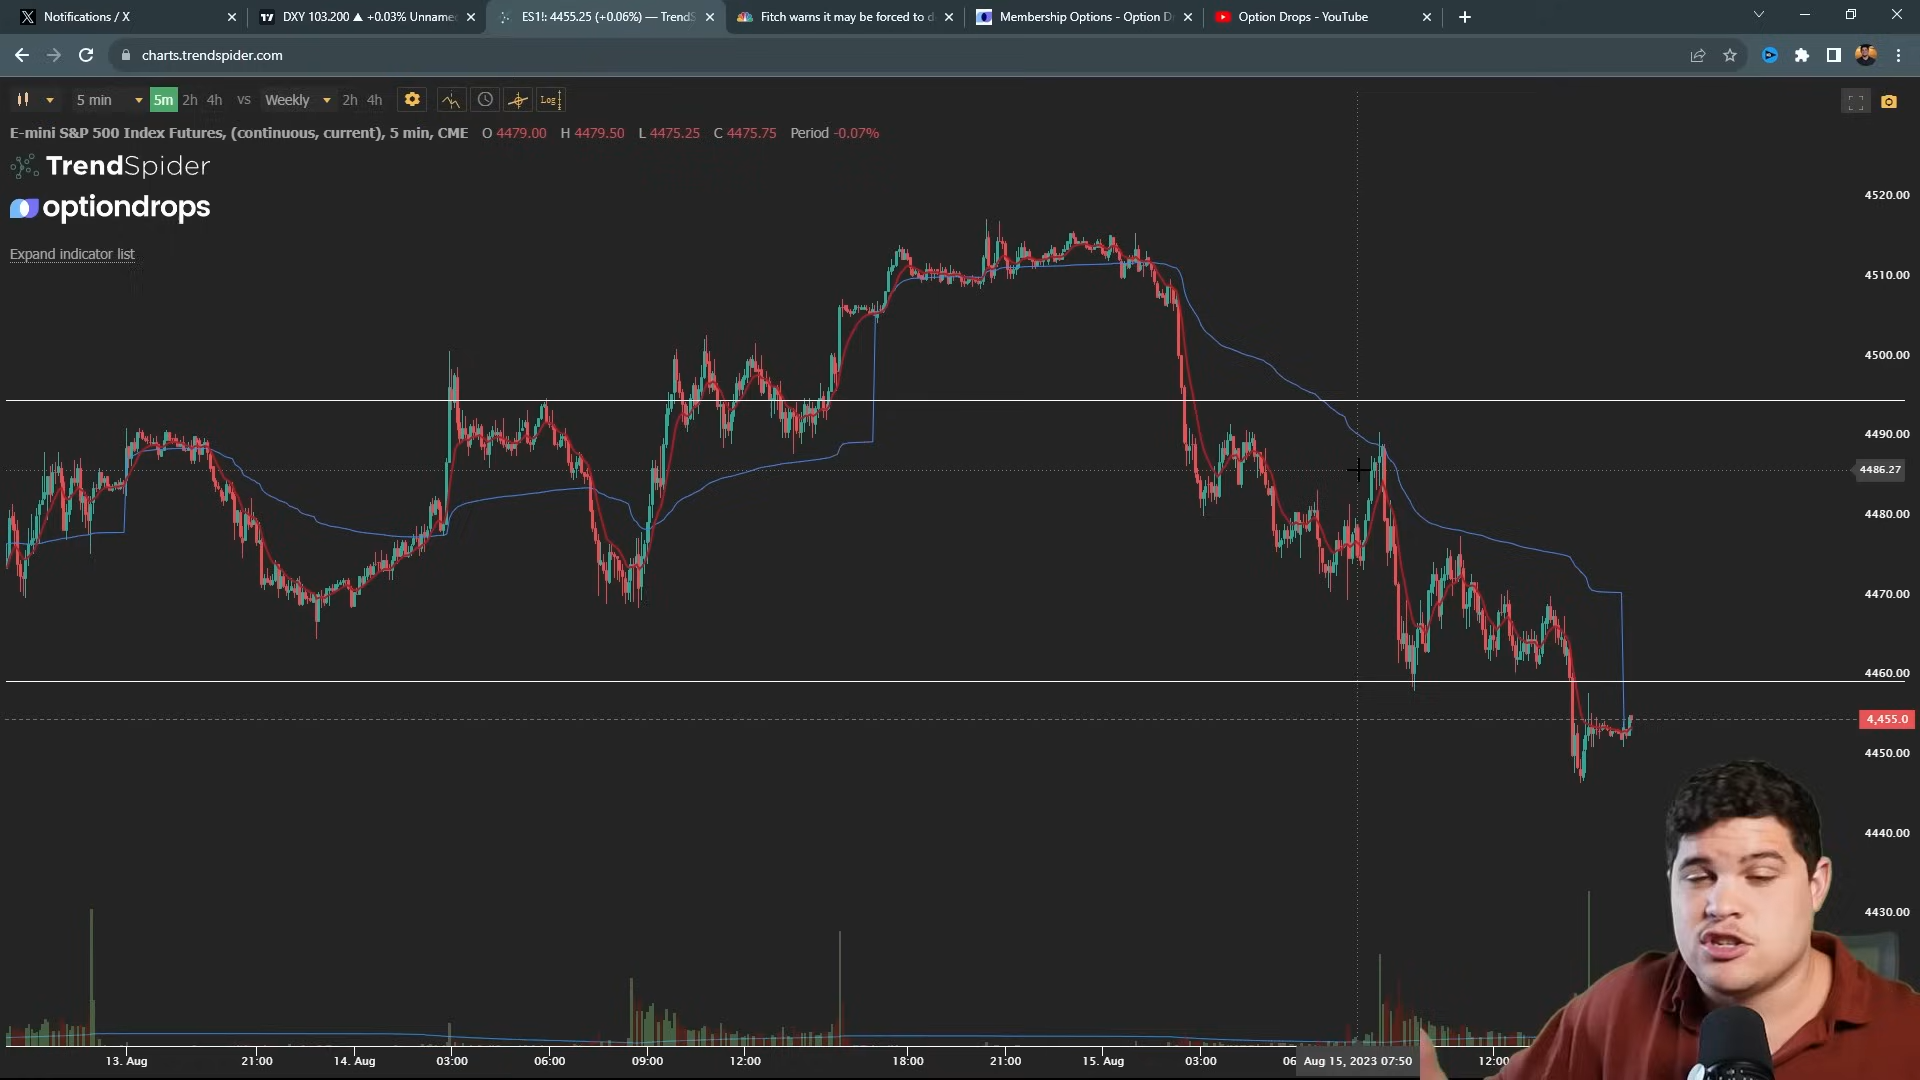 Notifications / X
DXY 103.200 ▲ +0.03% Unnamed
ES1!: 4455.25 (+0.06%) — TrendS
Fitch warns it may be forced to d
Membership Options - Option D
Option Drops - YouTube
charts.trendspider.com
5 min 5m 2h 4h VS Weekly 2h 4h Log
E-mini S&P 500 Index Futures, (continuous, current), 5 min, CME O 4479.00 H 4479.50 L 4475.25 C 4475.75 Period -0.07%
TrendSpider
optiondrops
Expand indicator list
4520.00
4510.00
4500.00
4490.00
4486.27
4480.00
4470.00
4460.00
4,455.0
4450.00
4440.00
4430.00
13. Aug 21:00 14. Aug 03:00 06:00 09:00 12:00 18:00 21:00 15. Aug 03:00 06 Aug 15, 2023 07:50 12:00